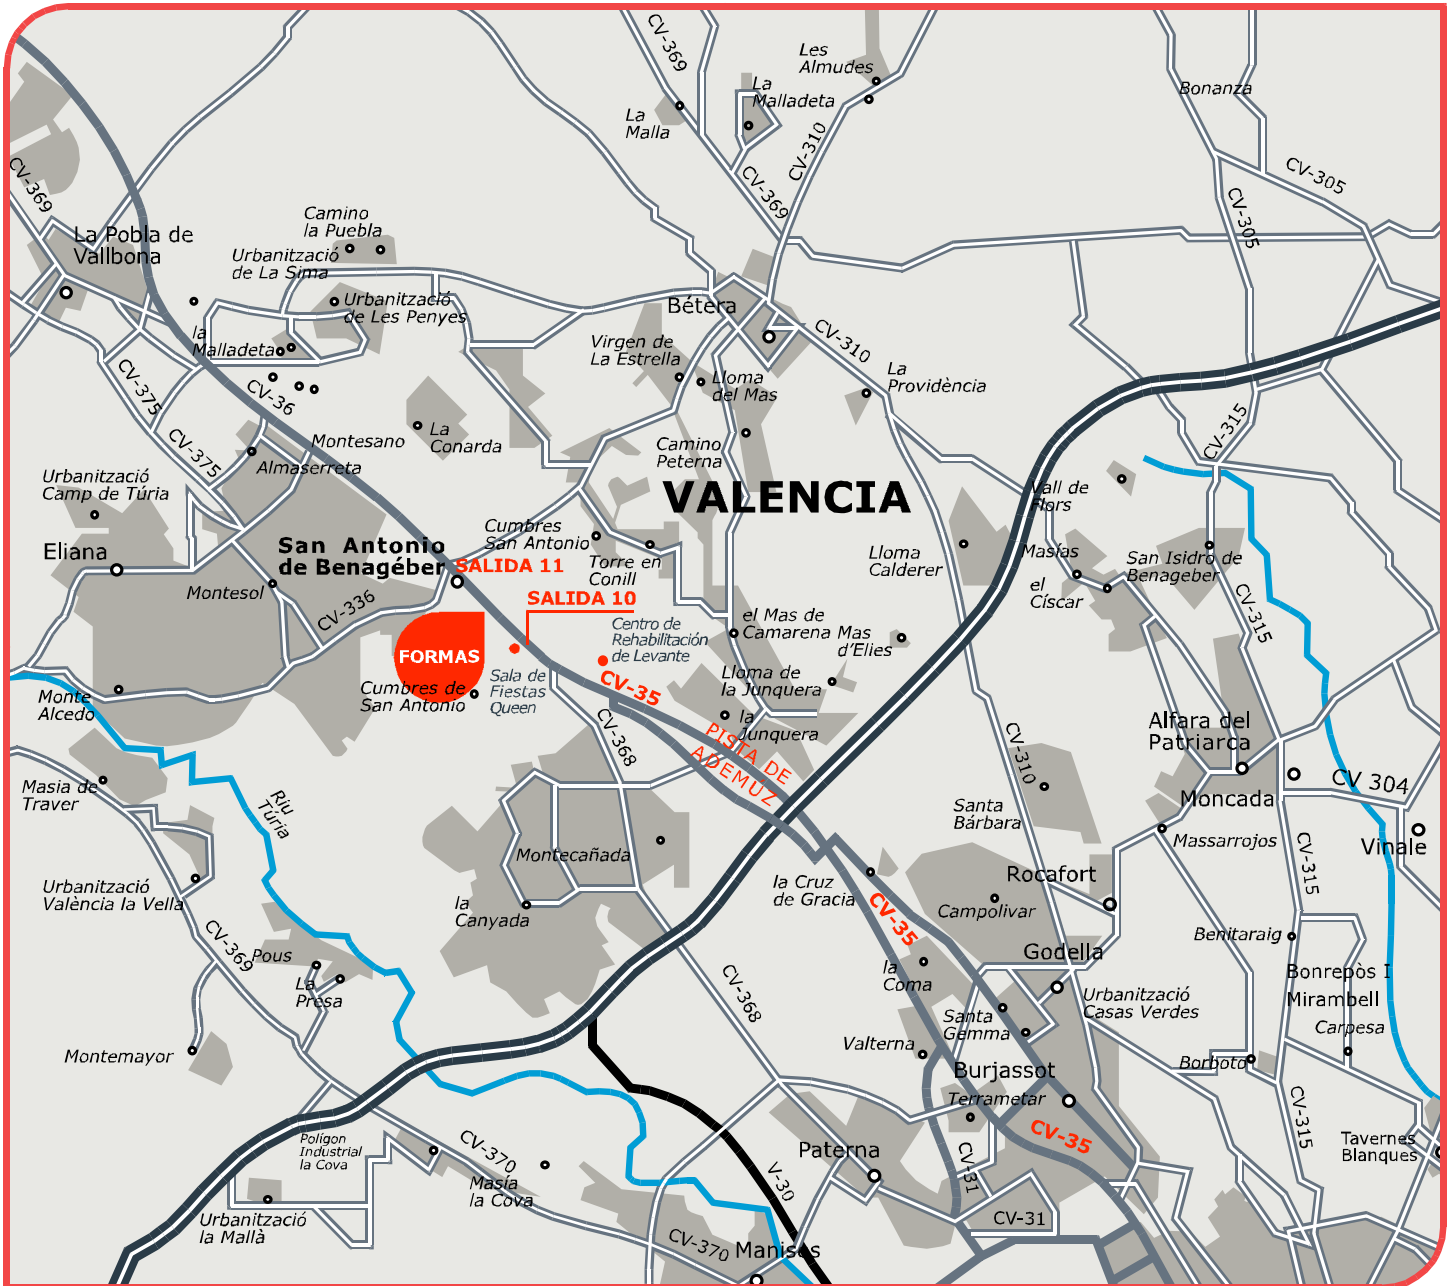 CV-369
Les
Almudes
La
Malladeta
Bonanza
La
Malla
CV-310
CV-369
CV-305
CV-369
CV-305
La Pobla de
Vallbona
Camino
la Puebla
Urbanització
de La Sima
Urbanització
de Les Penyes
la
Malladeta
Bétera
Virgen de
La Estrella
CV-310
La
Providència
Lloma
del Mas
CV-375
CV-36
CV-315
La
Conarda
Montesano
Camino
Peterna
CV-375
Almaserreta
Urbanització
Camp de Túria
VALENCIA
Vall de
Flors
Cumbres
San Antonio
San Antonio
de Benagéber
Eliana
SALIDA 11
Torre en
Conill
Lloma
Calderer
Masías
San Isidro de
Benageber
el
Císcar
Montesol
CV-336
SALIDA 10
CV-315
Centro de
Rehabilitación
de Levante
el Mas de
Camarena
Mas
d'Elies
FORMAS
Sala de
Fiestas
Queen
Cumbres de
San Antonio
CV-35
Lloma de
la Junquera
Monte
Alcedo
la
Junquera
CV-368
PISTA DE
ADEMÚZ
CV-310
Alfara del
Patriarca
CV 304
Masia de
Traver
Riu
Túria
Moncada
Santa
Bárbara
Massarrojos
Vinale
Montecañada
CV-315
la Cruz
de Gracia
Rocafort
Urbanització
València la Vella
la
Canyada
CV-35
Campolivar
CV-369
Benitaraig
Pous
Godella
la
Coma
Bonrepòs I
Mirambell
La
Presa
CV-368
Urbanització
Casas Verdes
Santa
Gemma
Carpesa
Montemayor
Valterna
Borboto
Burjassot
Terrametar
CV-315
CV-35
Polígon
Industrial
la Cova
CV-370
Masía
la Cova
Paterna
V-30
CV-31
Tavernes
Blanques
Urbanització
la Mallà
CV-31
CV-370
Manises